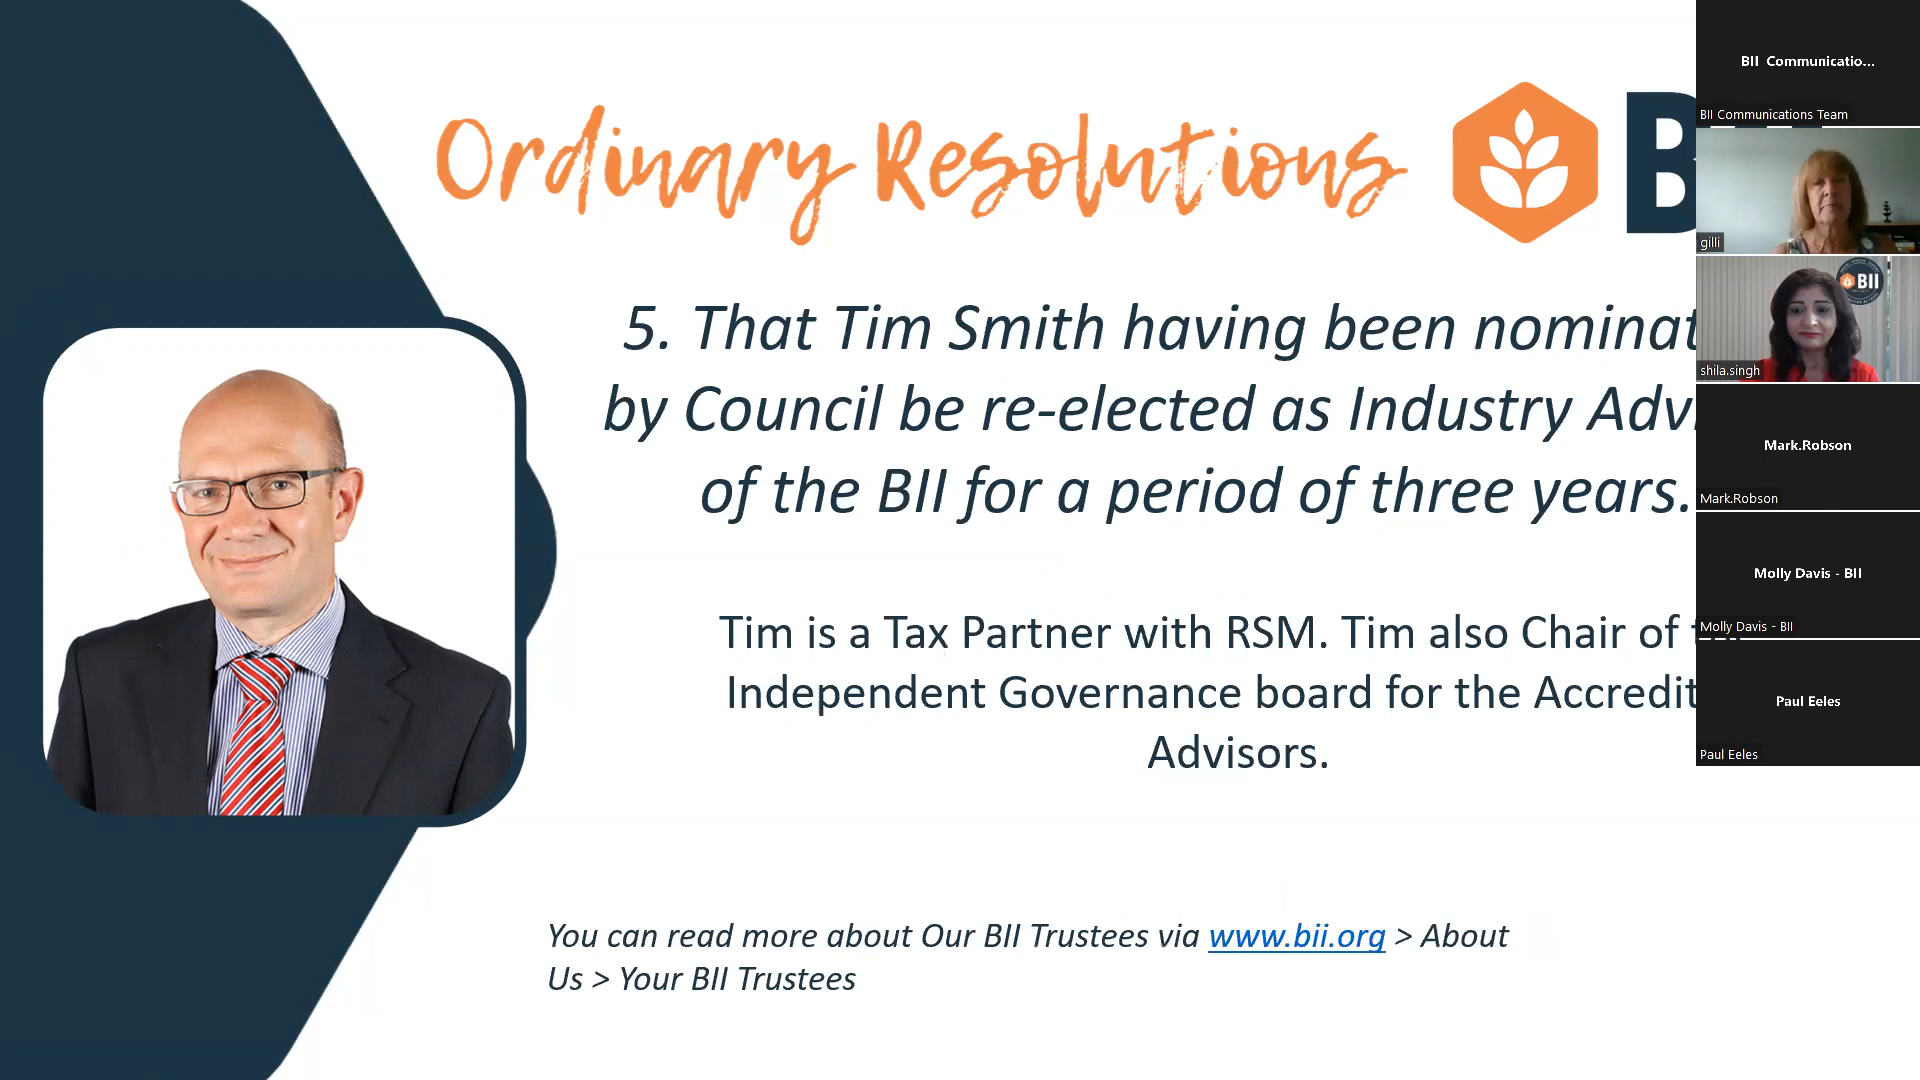 Ordinary Resolutions
B
5. That Tim Smith having been nominat
by Council be re-elected as Industry Adv
of the BII for a period of three years.
Tim is a Tax Partner with RSM. Tim also Chair of
Independent Governance board for the Accredit
Advisors.
You can read more about Our BII Trustees via www.bii.org > About
Us > Your BII Trustees
BII Communicatio...
BII Communications Team
gilli
BII
shila.singh
Mark.Robson
Mark.Robson
Molly Davis - BII
Molly Davis - BII
Paul Eeles
Paul Eeles